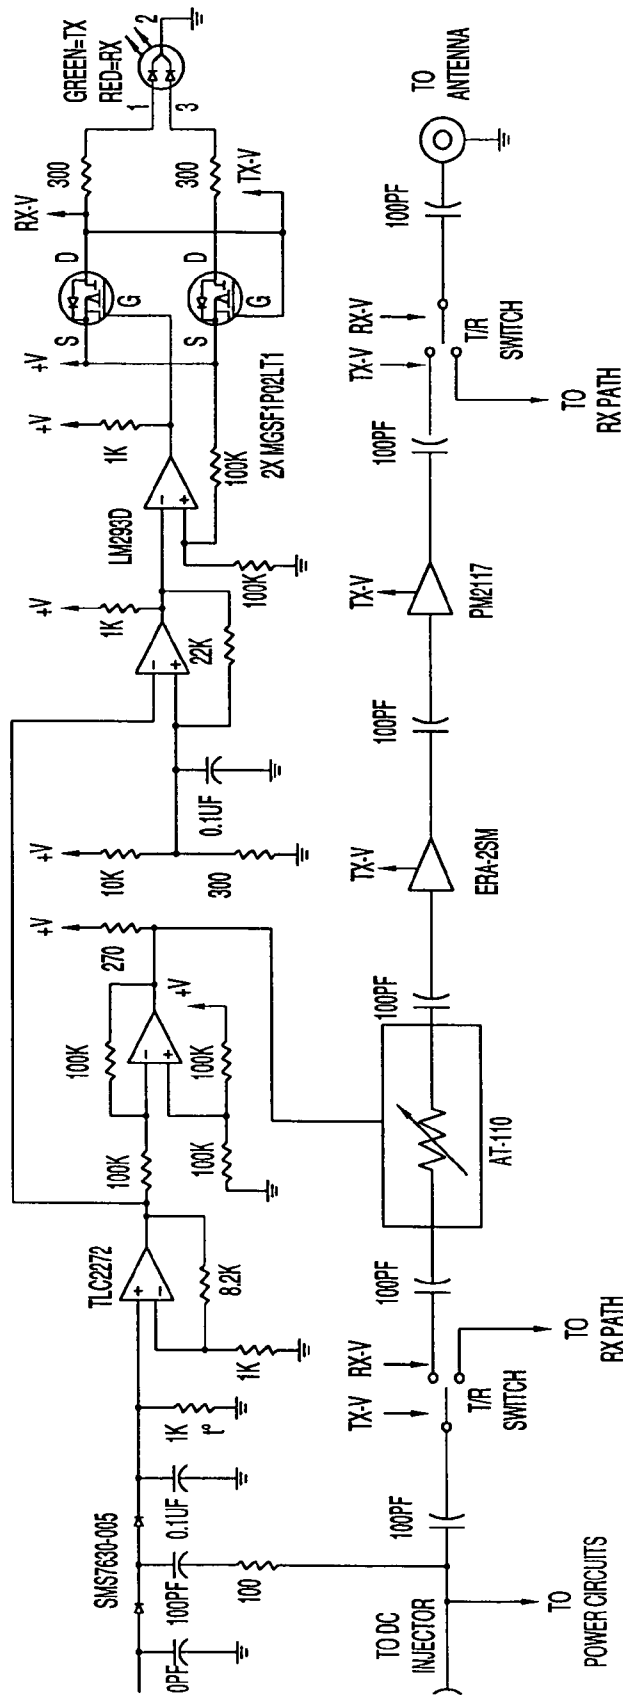 SMS7630-005
0PF
100PF
0.1UF
1K
t°
100
TO DC
INJECTOR
TO
POWER CIRCUITS
TLC2272
+
-
8.2K
1K
100K
100K
-
+
100K
100K
+V
270
+V
+V
10K
300
0.1UF
-
+
22K
1K
+V
LM293D
-
+
100K
100K
1K
+V
2X MGSF1P02LT1
+V
S
D
G
S
D
G
RX-V
TX-V
300
300
1
3
2
GREEN=TX
RED=RX
100PF
TX-V
RX-V
T/R
SWITCH
TO
RX PATH
100PF
AT-110
100PF
TX-V
ERA-2SM
100PF
TX-V
PM2117
100PF
TX-V
RX-V
T/R
SWITCH
TO
RX PATH
100PF
TO
ANTENNA